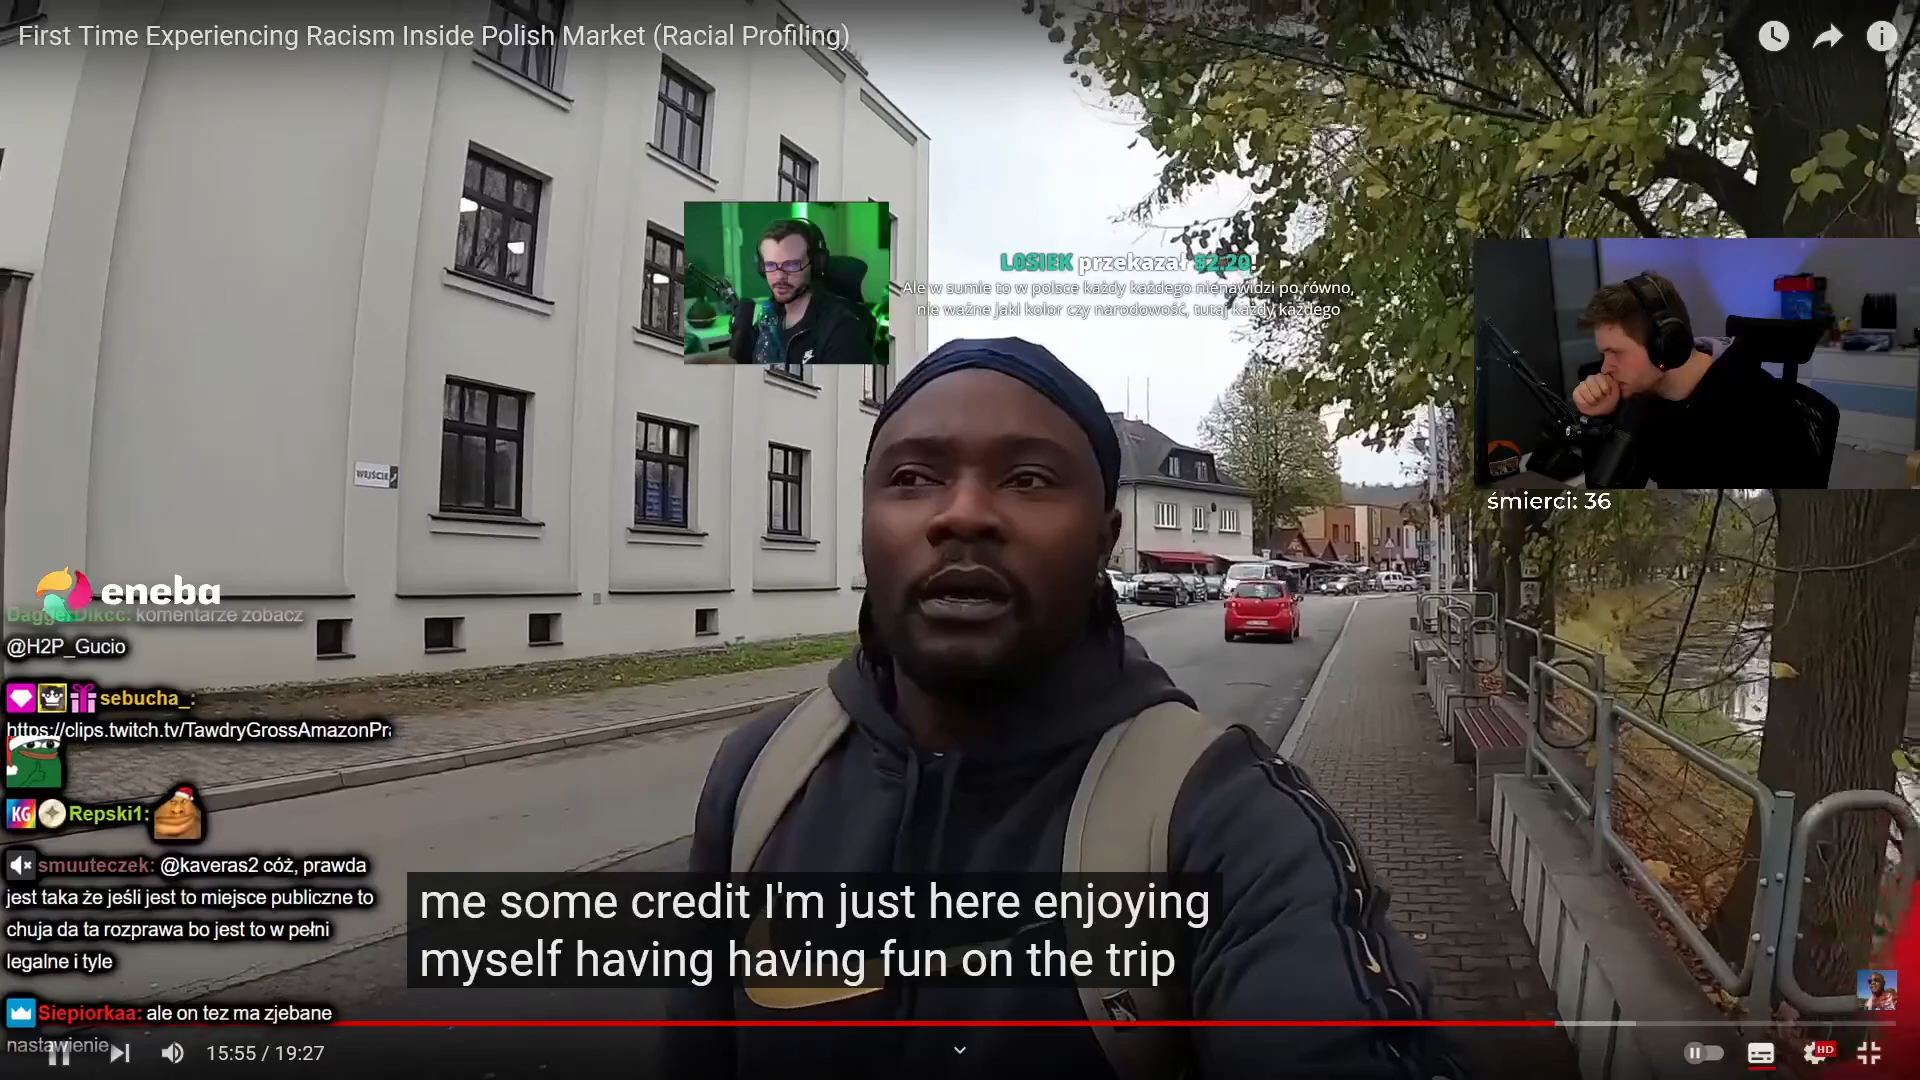 First Time Experiencing Racism Inside Polish Market (Racial Profiling)
L0SIEK przekazał $2.20!
Ale w sumie to w polsce każdy każdego nienawidzi po równo,
nie ważne jaki kolor czy narodowość, tutaj każdy każdego
śmierci: 36
WEJŚCIE
eneba
DaggerDikcc: komentarze zobacz
@H2P_Gucio
sebucha_:
https://clips.twitch.tv/TawdryGrossAmazonPra
KG Repski1:
smuuteczek: @kaveras2 cóż, prawda
jest taka że jeśli jest to miejsce publiczne to
chuja da ta rozprawa bo jest to w pełni
legalne i tyle
me some credit I'm just here enjoying
myself having having fun on the trip
Siepiorkaa: ale on tez ma zjebane
nastawienie
15:55 / 19:27
HD